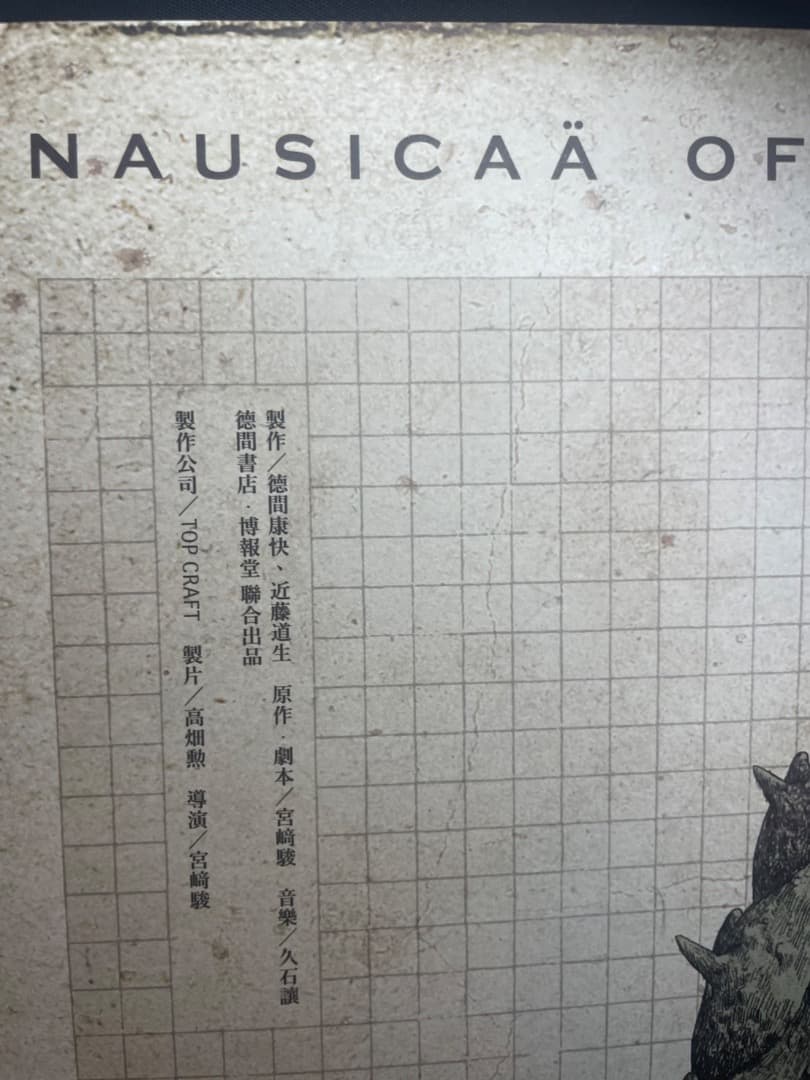 NAUSICAÄ OF
製作／德間康快、近藤道生　原作·劇本／宮﨑駿　音樂／久石讓
德間書店·博報堂 聯合出品
製作公司／TOP CRAFT　製片／高畑勲　導演／宮﨑駿